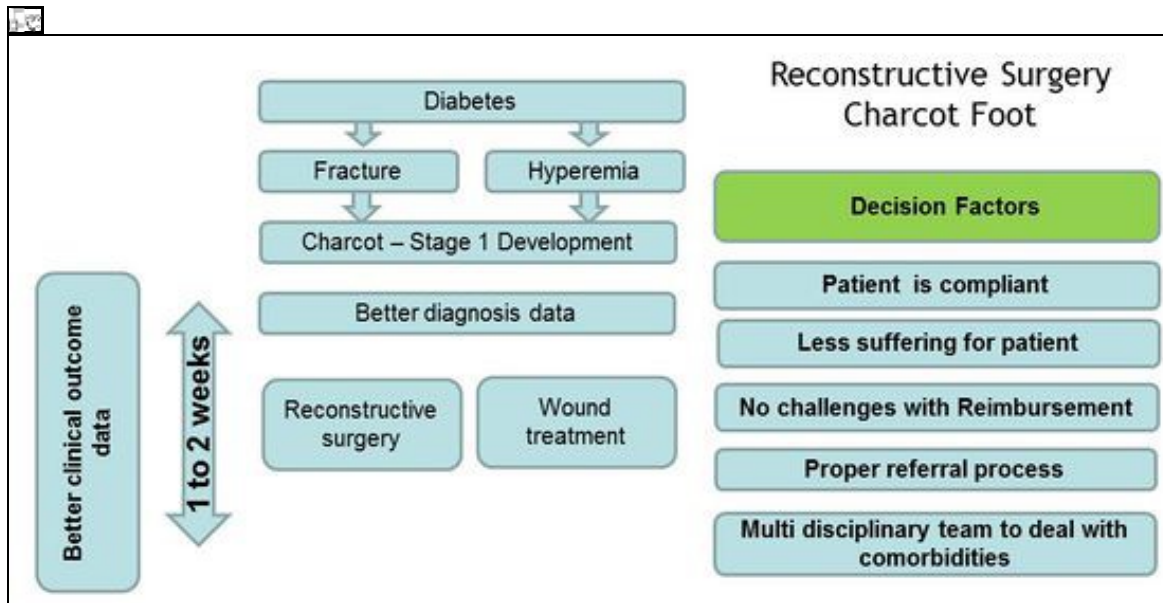 Reconstructive Surgery
Charcot Foot
Diabetes
Fracture
Hyperemia
Charcot – Stage 1 Development
Better diagnosis data
Reconstructive
surgery
Wound
treatment
Better clinical outcome
data
1 to 2 weeks
Decision Factors
Patient is compliant
Less suffering for patient
No challenges with Reimbursement
Proper referral process
Multi disciplinary team to deal with
comorbidities